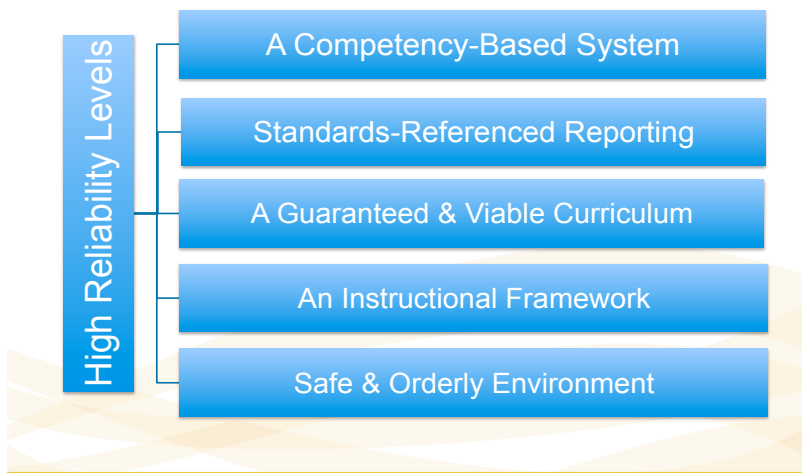 High Reliability Levels
A Competency-Based System
Standards-Referenced Reporting
A Guaranteed & Viable Curriculum
An Instructional Framework
Safe & Orderly Environment